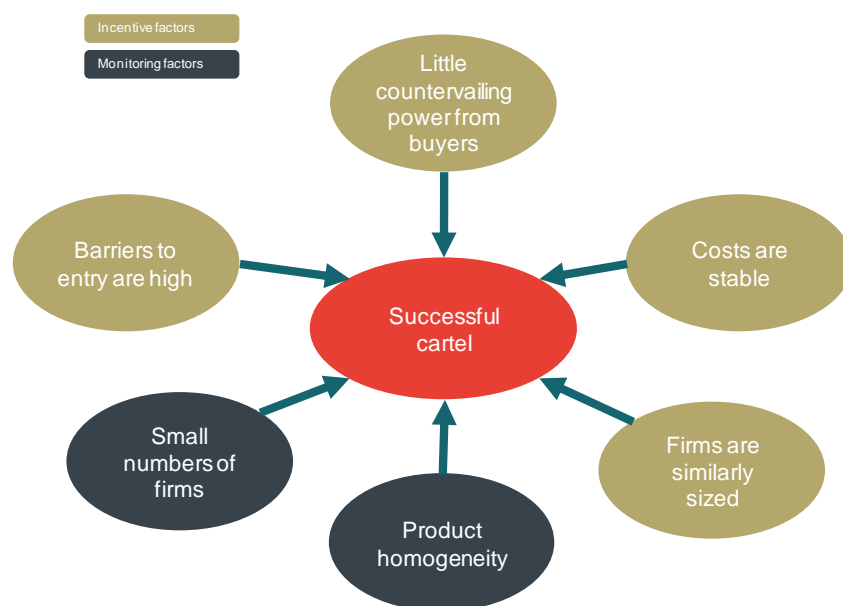 Incentive factors
Monitoring factors
Little
countervailing
power from
buyers
Barriers to
entry are high
Costs are
stable
Successful
cartel
Small
numbers of
firms
Firms are
similarly
sized
Product
homogeneity